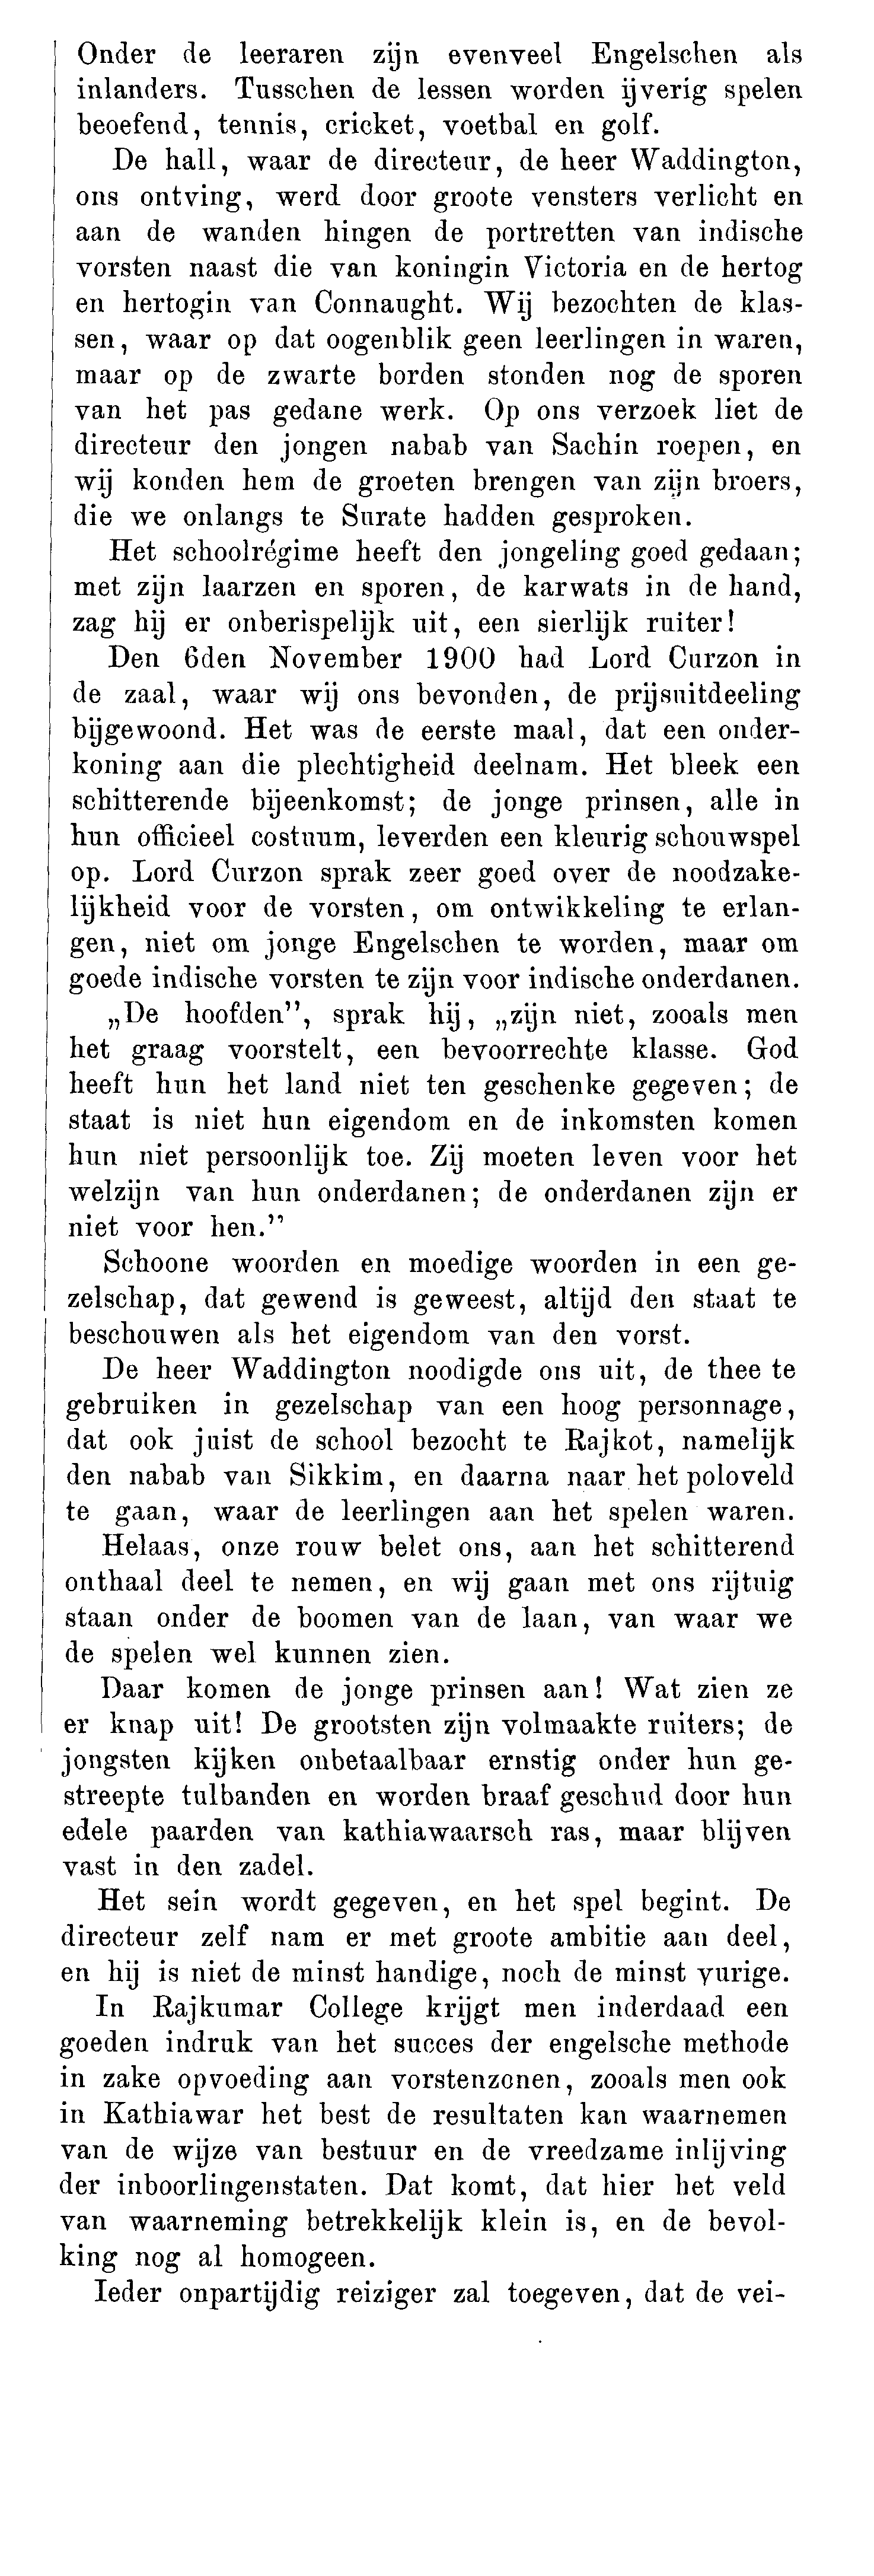 Onder de leeraren zijn evenveel Engelschen als
inlanders. Tusschen de lessen worden ijverig spelen
beoefend, tennis, cricket, voetbal en golf.
De hall, waar de directeur, de heer Waddington,
ons ontving, werd door groote vensters verlicht en
aan de wanden hingen de portretten van indische
vorsten naast die van koningin Victoria en de hertog
en hertogin van Connaught. Wij bezochten de klas-
sen, waar op dat oogenblik geen leerlingen in waren,
maar op de zwarte borden stonden nog de sporen
van het pas gedane werk. Op ons verzoek liet de
directeur den jongen nabab van Sachin roepen, en
wij konden hem de groeten brengen van zijn broers,
die we onlangs te Surate hadden gesproken.
Het schoolrégime heeft den jongeling goed gedaan;
met zijn laarzen en sporen, de karwats in de hand,
zag hij er onberispelijk uit, een sierlijk ruiter!
Den 6den November 1900 had Lord Curzon in
de zaal, waar wij ons bevonden, de prijsuitdeeling
bijgewoond. Het was de eerste maal, dat een onder-
koning aan die plechtigheid deelnam. Het bleek een
schitterende bijeenkomst; de jonge prinsen, alle in
hun officieel costuum, leverden een kleurig schouwspel
op. Lord Curzon sprak zeer goed over de noodzake-
lijkheid voor de vorsten, om ontwikkeling te erlan-
gen, niet om jonge Engelschen te worden, maar om
goede indische vorsten te zijn voor indische onderdanen.
„De hoofden”, sprak hij, „zijn niet, zooals men
het graag voorstelt, een bevoorrechte klasse. God
heeft hun het land niet ten geschenke gegeven; de
staat is niet hun eigendom en de inkomsten komen
hun niet persoonlijk toe. Zij moeten leven voor het
welzijn van hun onderdanen; de onderdanen zijn er
niet voor hen.”
Schoone woorden en moedige woorden in een ge-
zelschap, dat gewend is geweest, altijd den staat te
beschouwen als het eigendom van den vorst.
De heer Waddington noodigde ons uit, de thee te
gebruiken in gezelschap van een hoog personnage,
dat ook juist de school bezocht te Rajkot, namelijk
den nabab van Sikkim, en daarna naar het poloveld
te gaan, waar de leerlingen aan het spelen waren.
Helaas, onze rouw belet ons, aan het schitterend
onthaal deel te nemen, en wij gaan met ons rijtuig
staan onder de boomen van de laan, van waar we
de spelen wel kunnen zien.
Daar komen de jonge prinsen aan! Wat zien ze
er knap uit! De grootsten zijn volmaakte ruiters; de
jongsten kijken onbetaalbaar ernstig onder hun ge-
streepte tulbanden en worden braaf geschud door hun
edele paarden van kathiawaarsch ras, maar blijven
vast in den zadel.
Het sein wordt gegeven, en het spel begint. De
directeur zelf nam er met groote ambitie aan deel,
en hij is niet de minst handige, noch de minst vurige.
In Rajkumar College krijgt men inderdaad een
goeden indruk van het succes der engelsche methode
in zake opvoeding aan vorstenzonen, zooals men ook
in Kathiawar het best de resultaten kan waarnemen
van de wijze van bestuur en de vreedzame inlijving
der inboorlingenstaten. Dat komt, dat hier het veld
van waarneming betrekkelijk klein is, en de bevol-
king nog al homogeen.
Ieder onpartijdig reiziger zal toegeven, dat de vei-